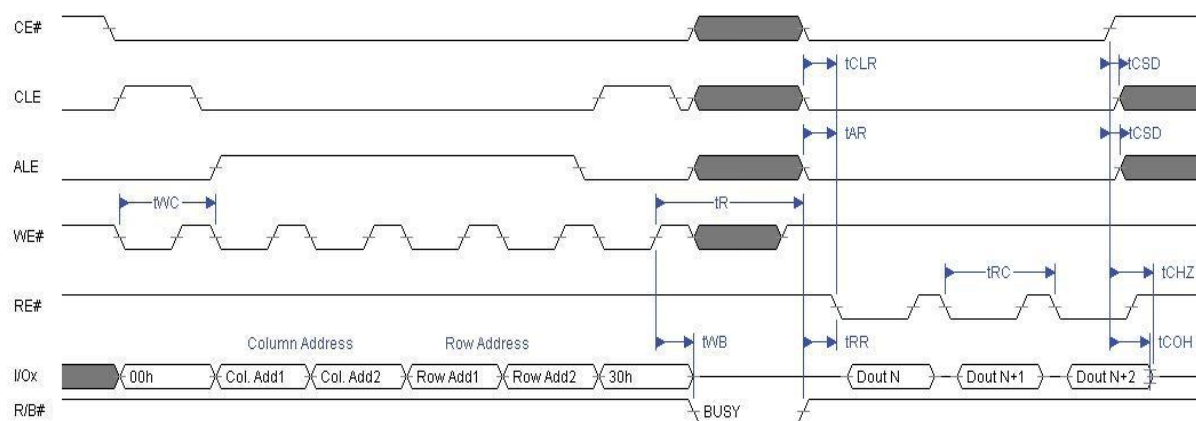 CE#
tCLR
tCSD
CLE
tAR
tCSD
ALE
tWC
tR
WE#
tRC
tCHZ
RE#
Column Address
Row Address
tWB
tRR
tCOH
I/Ox
00h
Col. Add1
Col. Add2
Row Add1
Row Add2
30h
Dout N
Dout N+1
Dout N+2
R/B#
BUSY